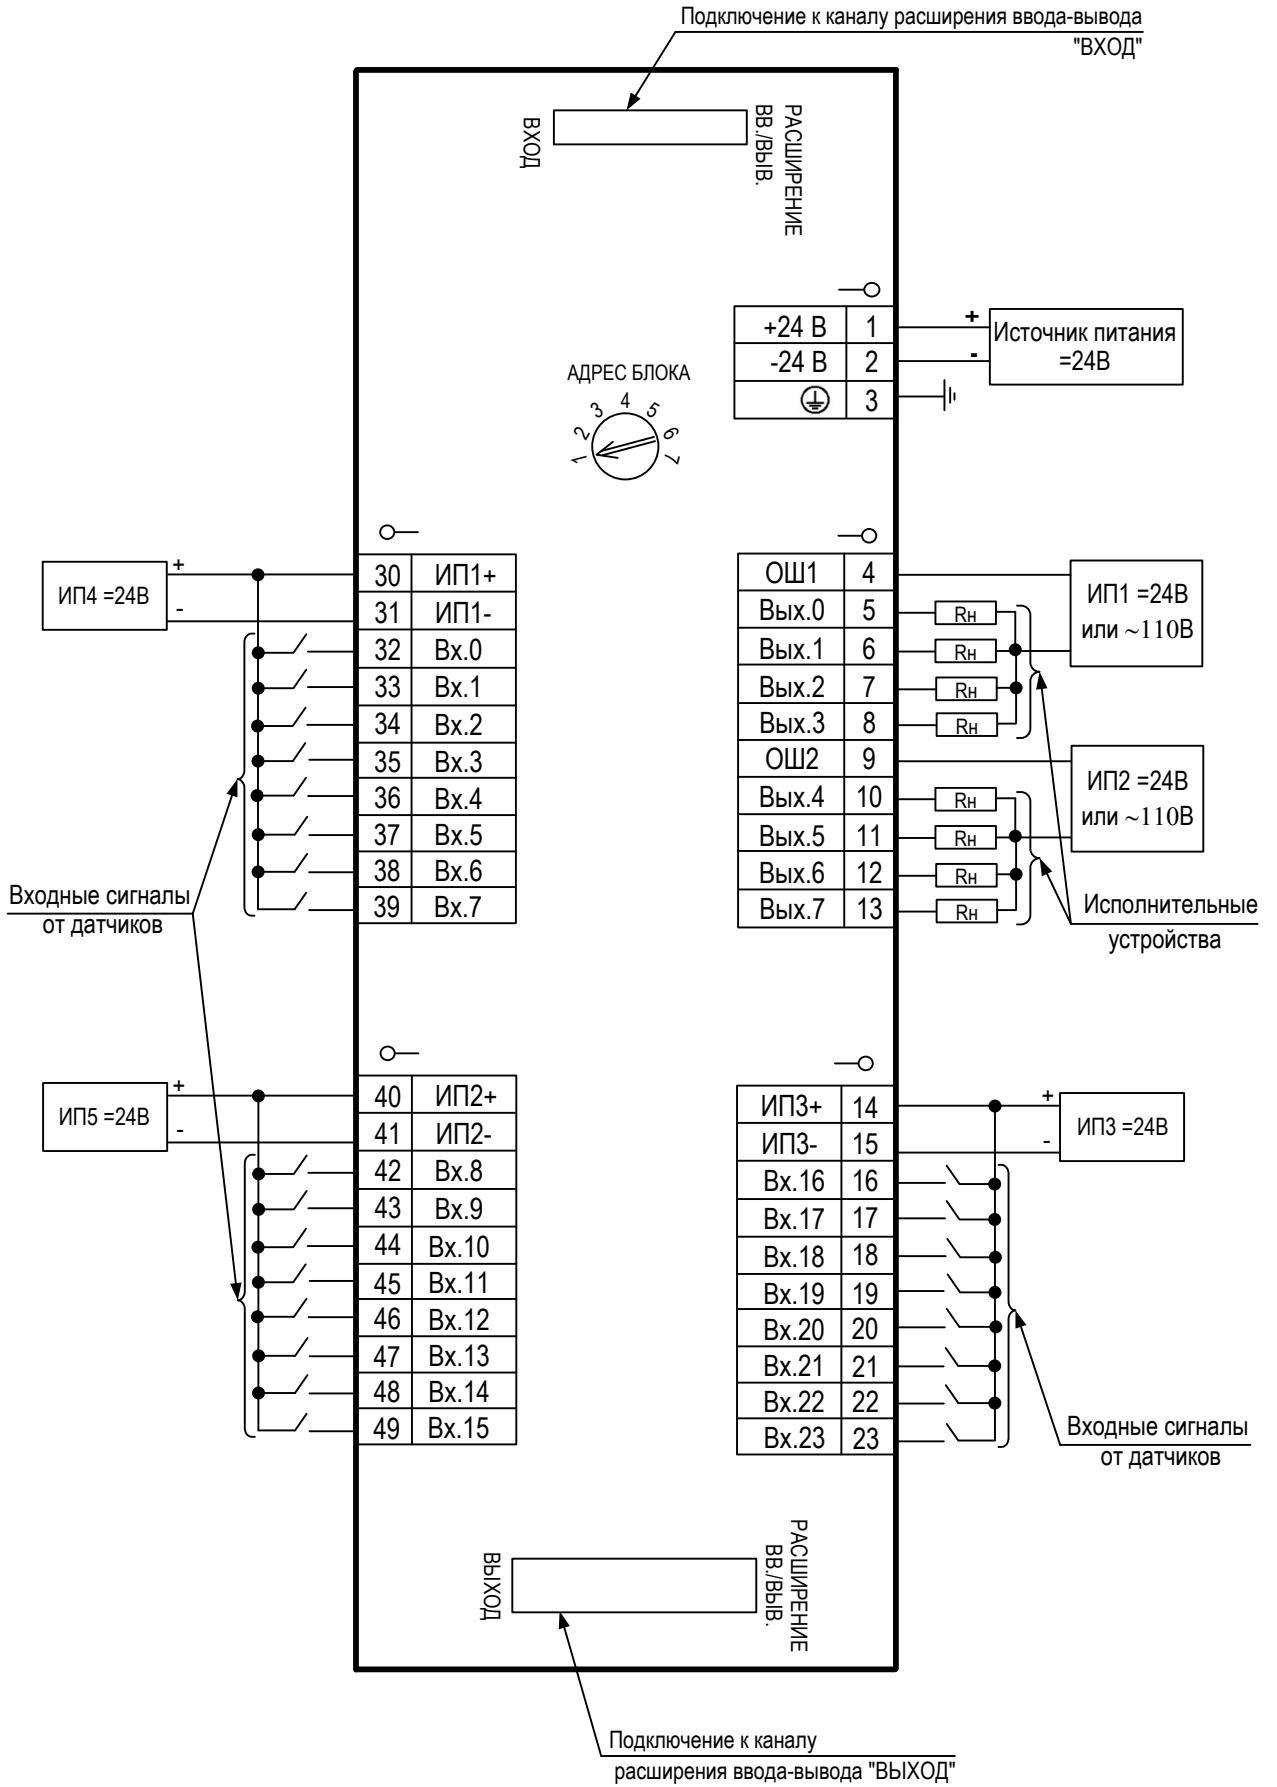 Подключение к каналу расширения ввода-вывода
"ВХОД"
ВХОД
РАСШИРЕНИЕ
ВВ./ВЫВ.
+24 В 1
-24 В 2
3
+
-
Источник питания
=24В
АДРЕС БЛОКА
1 2 3 4 5 6 7
ИП4 =24В
+
-
30 ИП1+
31 ИП1-
32 Вх.0
33 Вх.1
34 Вх.2
35 Вх.3
36 Вх.4
37 Вх.5
38 Вх.6
39 Вх.7
ОШ1 4
Вых.0 5
Вых.1 6
Вых.2 7
Вых.3 8
ОШ2 9
Вых.4 10
Вых.5 11
Вых.6 12
Вых.7 13
Rн
Rн
Rн
Rн
Rн
Rн
Rн
Rн
ИП1 =24В
или ~110В
ИП2 =24В
или ~110В
Входные сигналы
от датчиков
Исполнительные
устройства
ИП5 =24В
+
-
40 ИП2+
41 ИП2-
42 Вх.8
43 Вх.9
44 Вх.10
45 Вх.11
46 Вх.12
47 Вх.13
48 Вх.14
49 Вх.15
ИП3+ 14
ИП3- 15
Вх.16 16
Вх.17 17
Вх.18 18
Вх.19 19
Вх.20 20
Вх.21 21
Вх.22 22
Вх.23 23
+
-
ИП3 =24В
Входные сигналы
от датчиков
ВЫХОД
РАСШИРЕНИЕ
ВВ./ВЫВ.
Подключение к каналу
расширения ввода-вывода "ВЫХОД"